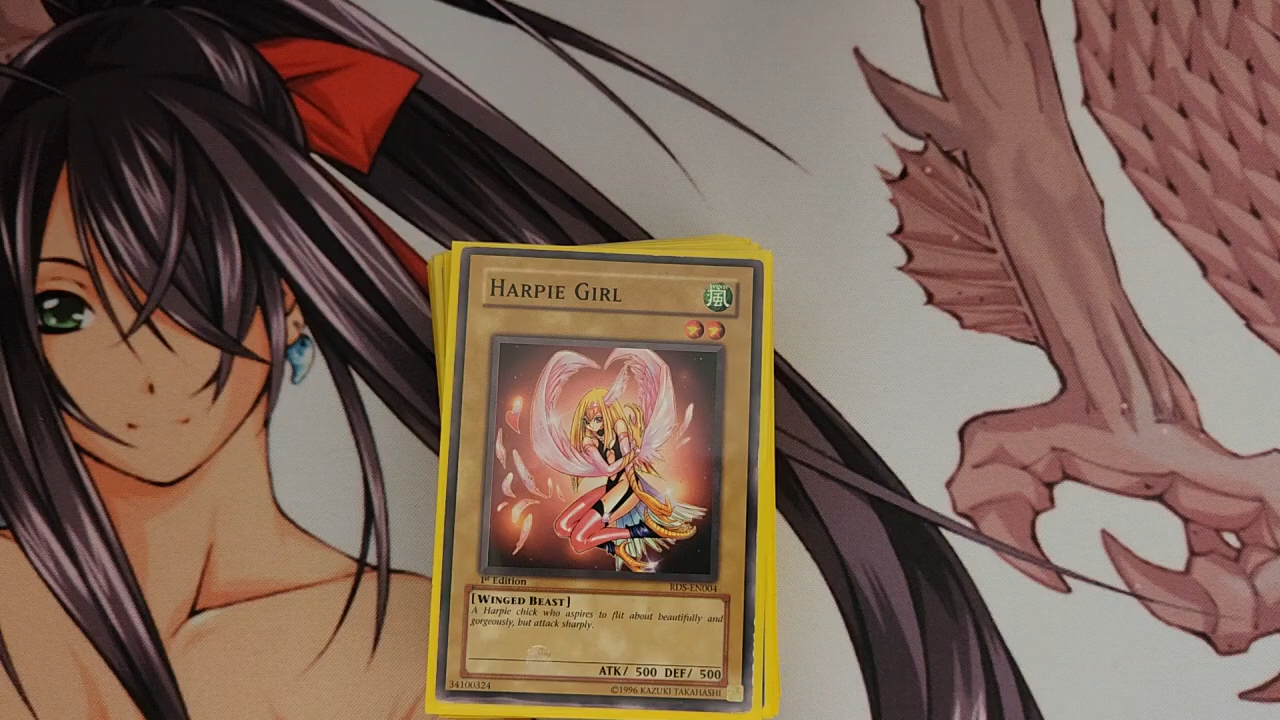 HARPIE GIRL
WIND
風
1st Edition
RDS-EN004
[WINGED BEAST]
A Harpie chick who aspires to flit about beautifully and
gorgeously, but attack sharply.
ATK/ 500 DEF/ 500
34100324
©1996 KAZUKI TAKAHASHI